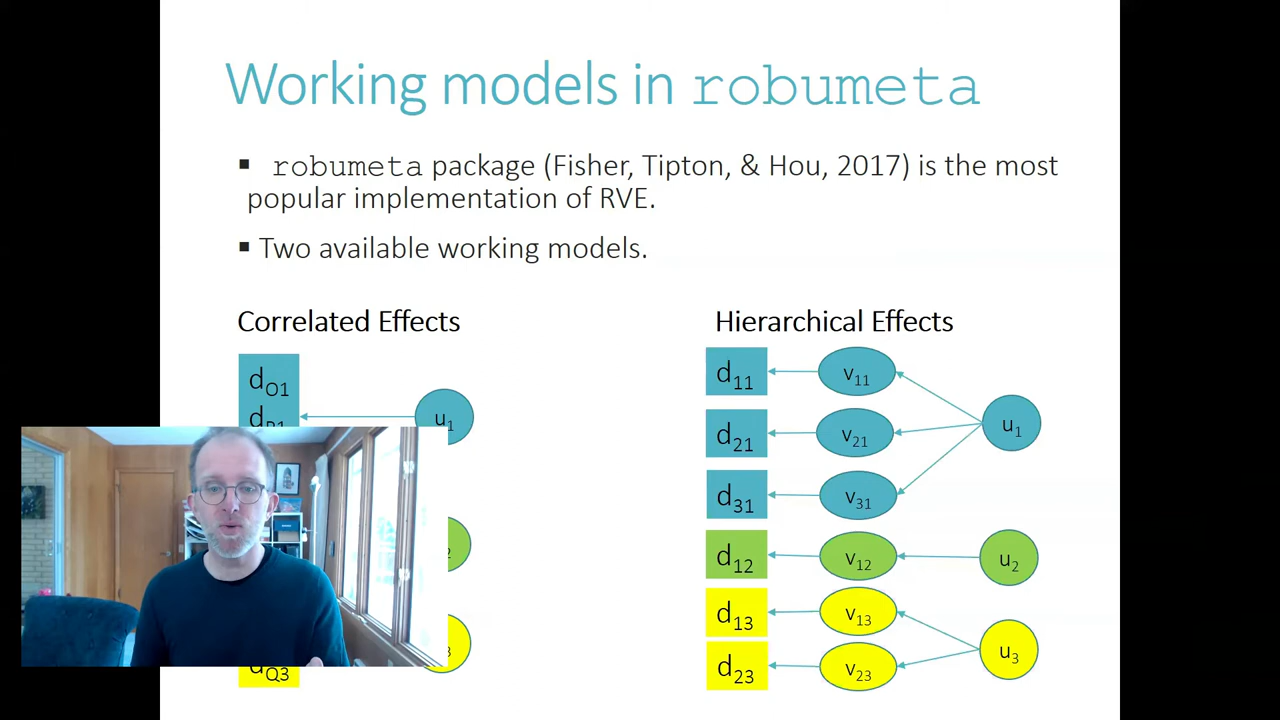 Working models in robumeta
▪ robumeta package (Fisher, Tipton, & Hou, 2017) is the most
popular implementation of RVE.
▪ Two available working models.
Correlated Effects
d₀₁
u₁
dQ3
Hierarchical Effects
d₁₁ v₁₁
d₂₁ v₂₁ u₁
d₃₁ v₃₁
d₁₂ v₁₂ u₂
d₁₃ v₁₃
u₃
d₂₃ v₂₃